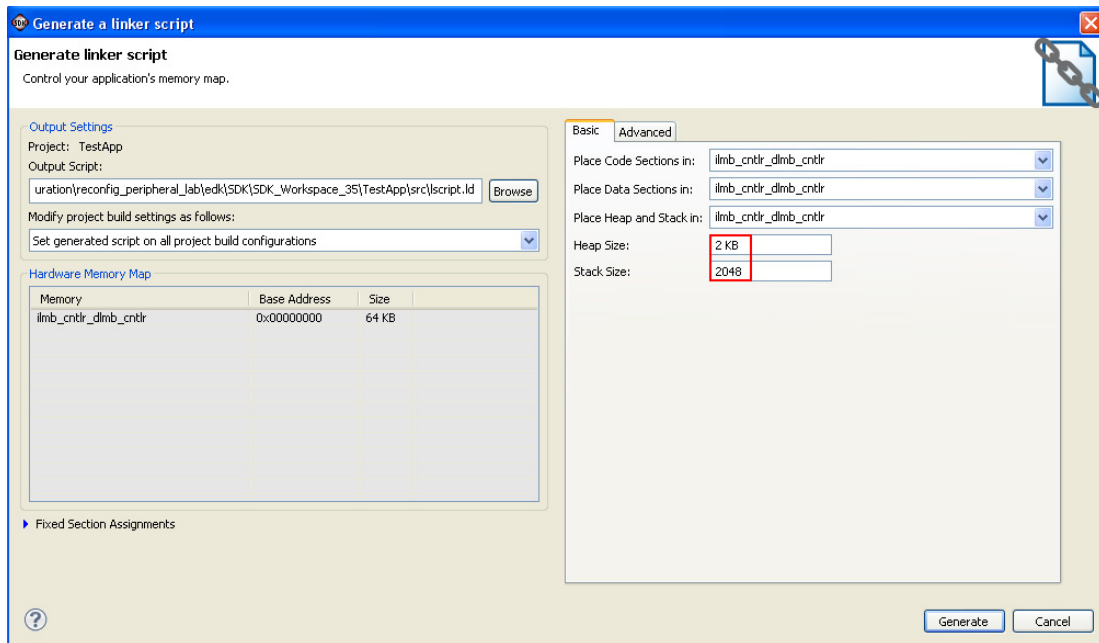 SDK Generate a linker script
Generate linker script
Control your application's memory map.
Output Settings
Project: TestApp
Output Script:
uration\reconfig_peripheral_lab\edk\SDK\SDK_Workspace_35\TestApp\src\lscript.ld Browse
Modify project build settings as follows:
Set generated script on all project build configurations
Hardware Memory Map
Memory Base Address Size
ilmb_cntlr_dlmb_cntlr 0x00000000 64 KB
Fixed Section Assignments
Basic Advanced
Place Code Sections in: ilmb_cntlr_dlmb_cntlr
Place Data Sections in: ilmb_cntlr_dlmb_cntlr
Place Heap and Stack in: ilmb_cntlr_dlmb_cntlr
Heap Size: 2 KB
Stack Size: 2048
? Generate Cancel